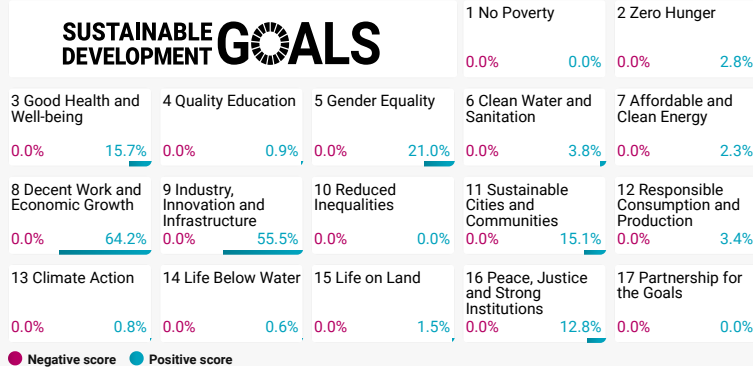 SUSTAINABLE
DEVELOPMENT
GOALS
1 No Poverty
0.0% 0.0%
2 Zero Hunger
0.0% 2.8%
3 Good Health and
Well-being
0.0% 15.7%
4 Quality Education
0.0% 0.9%
5 Gender Equality
0.0% 21.0%
6 Clean Water and
Sanitation
0.0% 3.8%
7 Affordable and
Clean Energy
0.0% 2.3%
8 Decent Work and
Economic Growth
0.0% 64.2%
9 Industry,
Innovation and
Infrastructure
0.0% 55.5%
10 Reduced
Inequalities
0.0% 0.0%
11 Sustainable
Cities and
Communities
0.0% 15.1%
12 Responsible
Consumption and
Production
0.0% 3.4%
13 Climate Action
0.0% 0.8%
14 Life Below Water
0.0% 0.6%
15 Life on Land
0.0% 1.5%
16 Peace, Justice
and Strong
Institutions
0.0% 12.8%
17 Partnership for
the Goals
0.0% 0.0%
Negative score Positive score